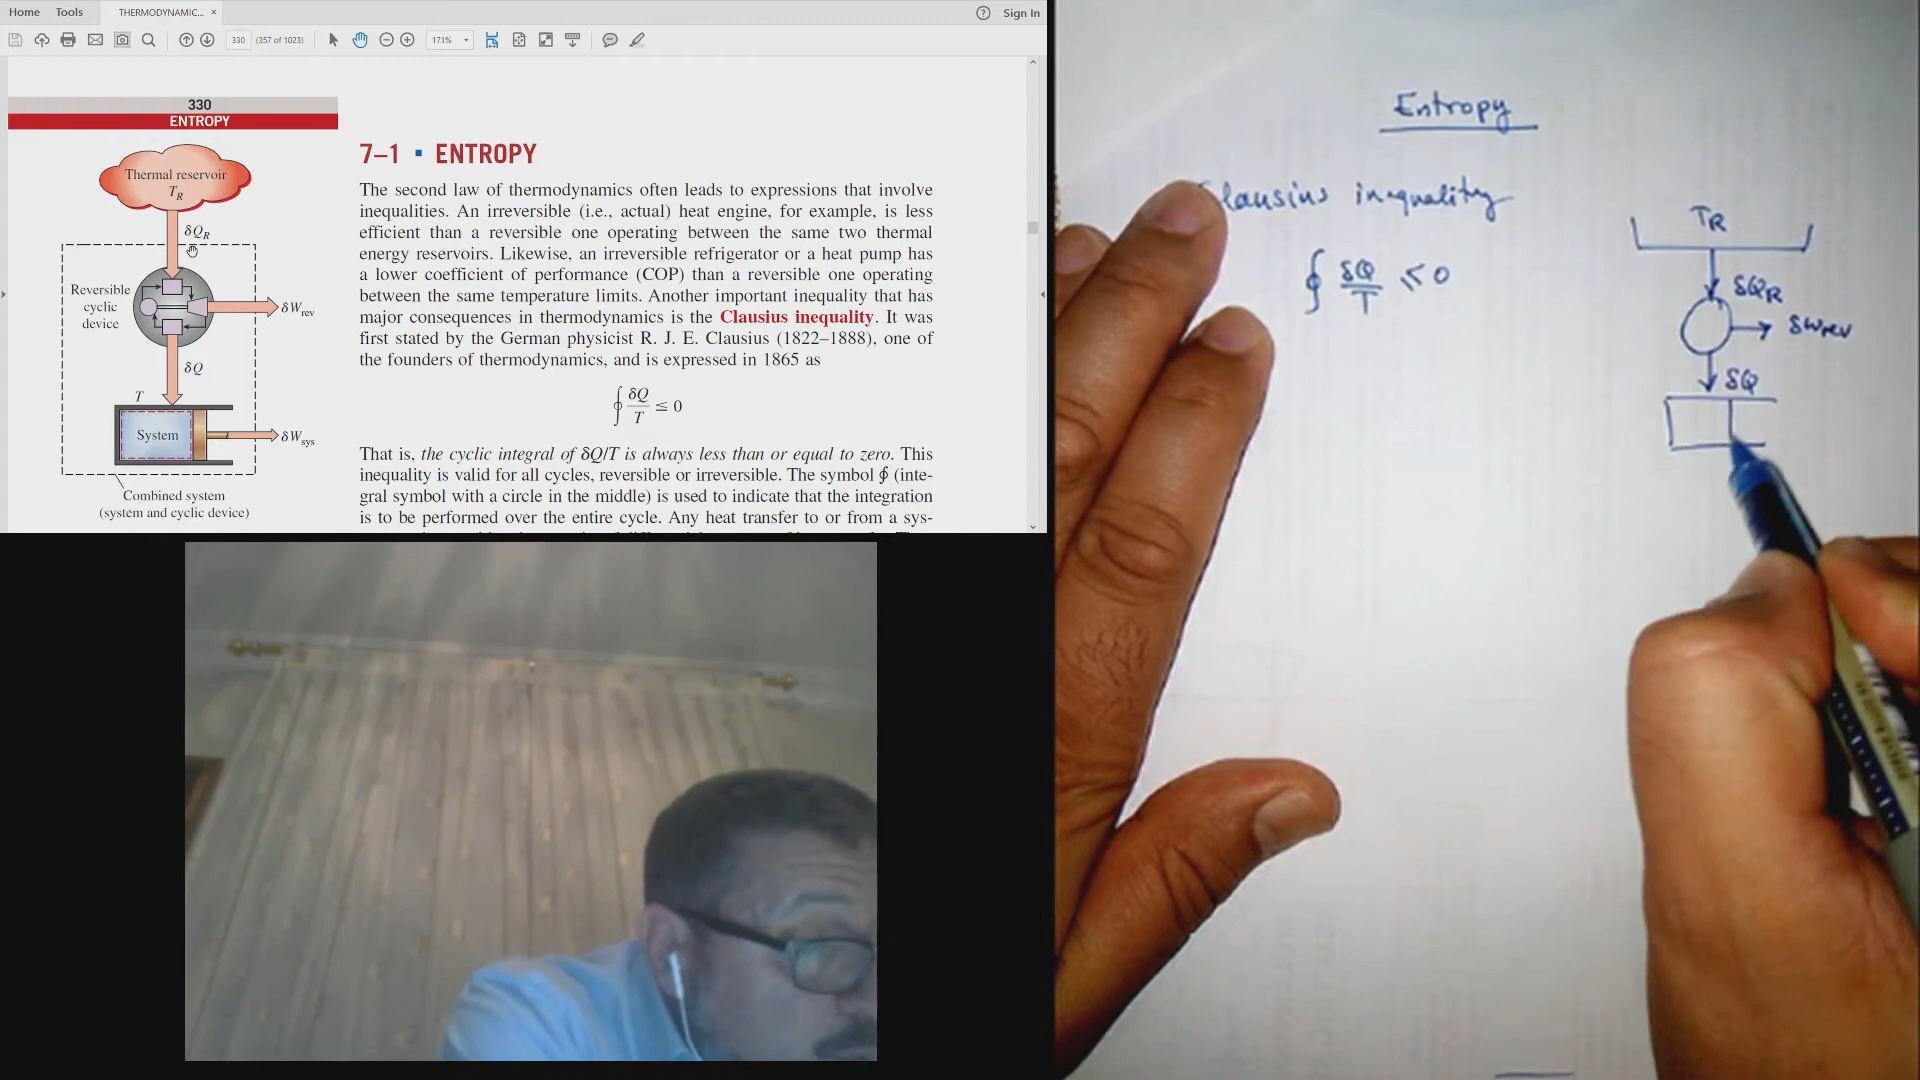 Home Tools THERMODYNAMIC... × Sign In
330 (357 of 1023) 171%
330
ENTROPY
Thermal reservoir
T_R
δQ_R
Reversible
cyclic
device
δW_rev
δQ
T
System
δW_sys
Combined system
(system and cyclic device)
7–1 ▪ ENTROPY
The second law of thermodynamics often leads to expressions that involve
inequalities. An irreversible (i.e., actual) heat engine, for example, is less
efficient than a reversible one operating between the same two thermal
energy reservoirs. Likewise, an irreversible refrigerator or a heat pump has
a lower coefficient of performance (COP) than a reversible one operating
between the same temperature limits. Another important inequality that has
major consequences in thermodynamics is the Clausius inequality. It was
first stated by the German physicist R. J. E. Clausius (1822–1888), one of
the founders of thermodynamics, and is expressed in 1865 as
∮ δQ/T ≤ 0
That is, the cyclic integral of δQ/T is always less than or equal to zero. This
inequality is valid for all cycles, reversible or irreversible. The symbol ∮ (inte-
gral symbol with a circle in the middle) is used to indicate that the integration
is to be performed over the entire cycle. Any heat transfer to or from a sys-
Entropy
Clausius inequality
∮ δQ/T ≤ 0
T_R
δQ_R
δW_rev
δQ